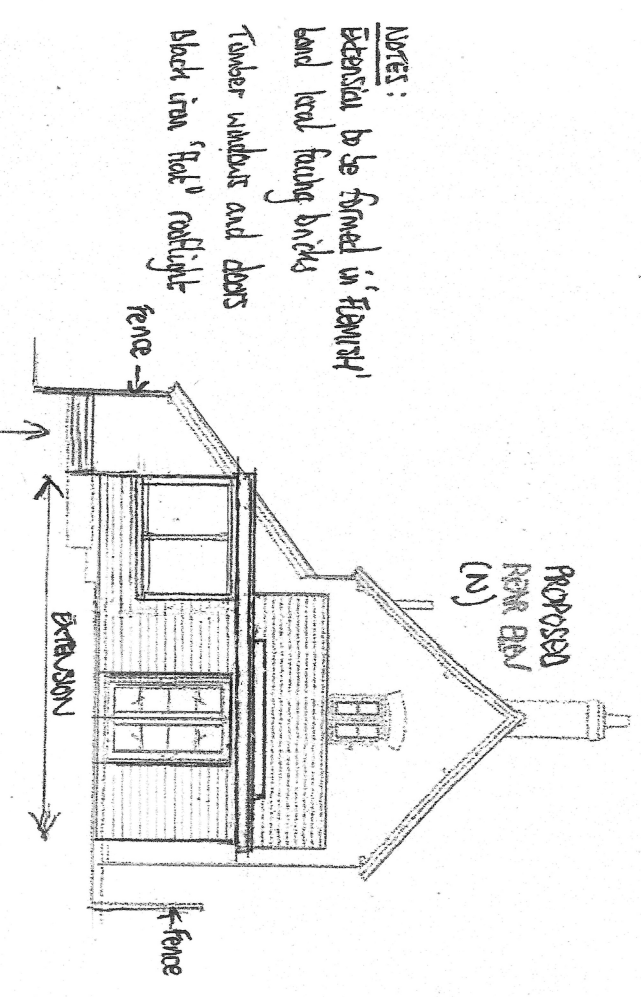 NOTES:
Extension to be formed in 'FLEMISH'
bond local facing bricks
Timber windows and doors
black iron "flat" rooflight
PROPOSED
REAR ELEV
(N)
Fence
EXTENSION
Fence